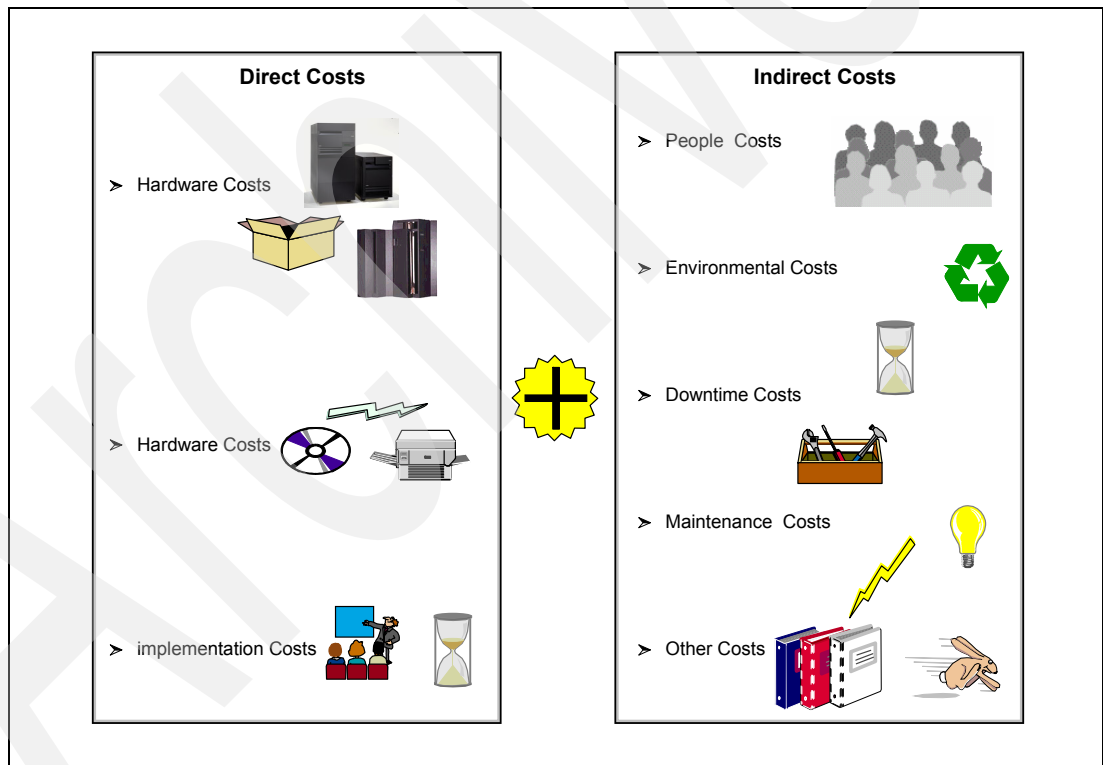 Direct Costs
Hardware Costs
Hardware Costs
implementation Costs
Indirect Costs
People Costs
Environmental Costs
Downtime Costs
Maintenance Costs
Other Costs
Archive